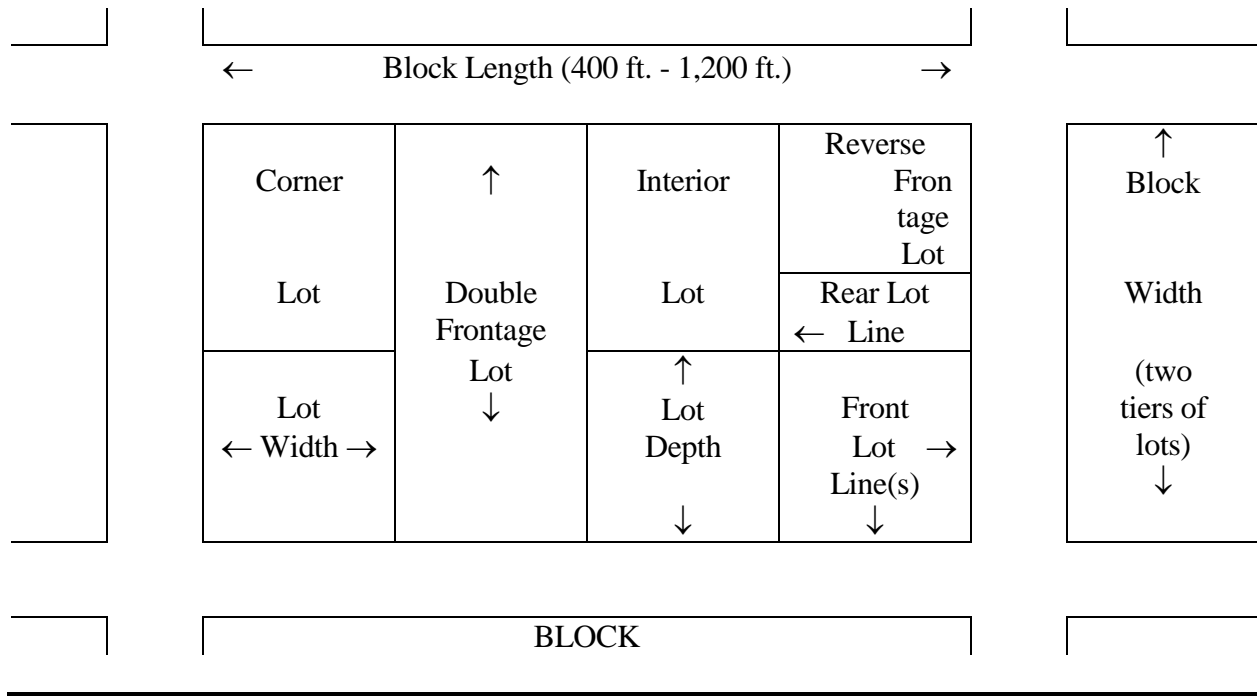 ← Block Length (400 ft. - 1,200 ft.) →
Corner
Lot
Lot
← Width →
↑
Double
Frontage
Lot
↓
Interior
Lot
↑
Lot
Depth
↓
Reverse
Fron
tage
Lot
Rear Lot
← Line
Front
Lot →
Line(s)
↓
↑
Block
Width
(two
tiers of
lots)
↓
BLOCK